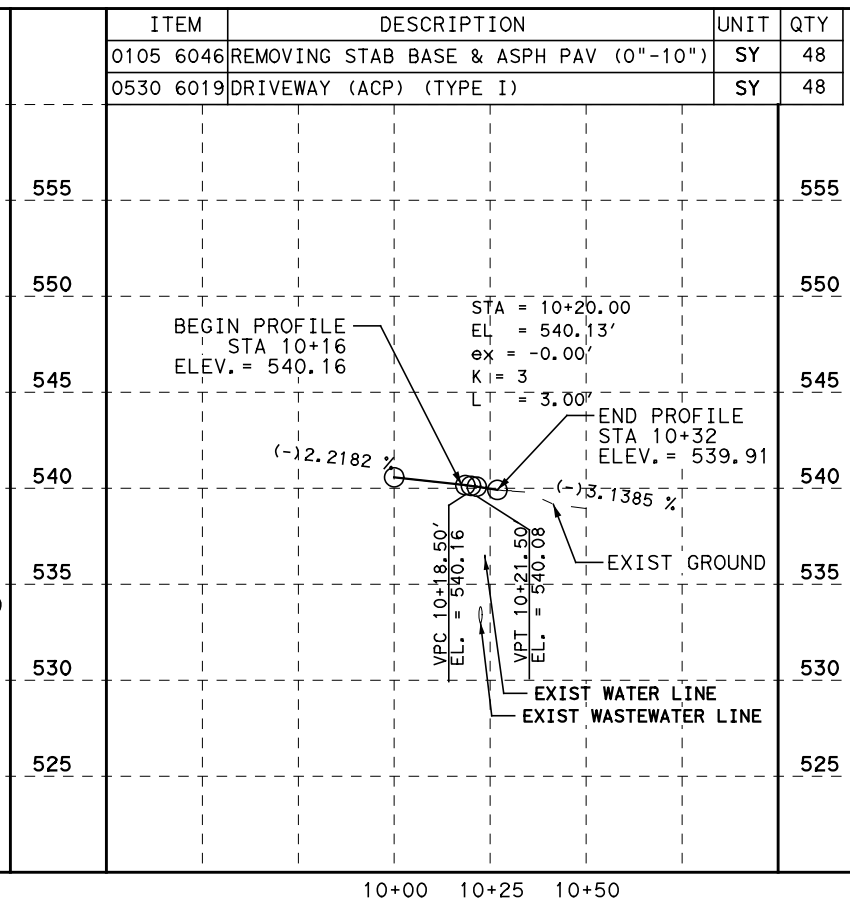 ITEM DESCRIPTION UNIT QTY
0105 6046 REMOVING STAB BASE & ASPH PAV (0"-10") SY 48
0530 6019 DRIVEWAY (ACP) (TYPE I) SY 48
555 555
550 550
STA = 10+20.00
EL = 540.13'
ex = -0.00'
K = 3
L = 3.00'
BEGIN PROFILE
STA 10+16
ELEV.= 540.16
545 545
END PROFILE
STA 10+32
ELEV.= 539.91
(-)2.2182 %
540 540
(-)3.1385 %
VPC 10+18.50'
EL. = 540.16
VPT 10+21.50
EL. = 540.08
EXIST GROUND
535 535
530 530
EXIST WATER LINE
EXIST WASTEWATER LINE
525 525
10+00 10+25 10+50